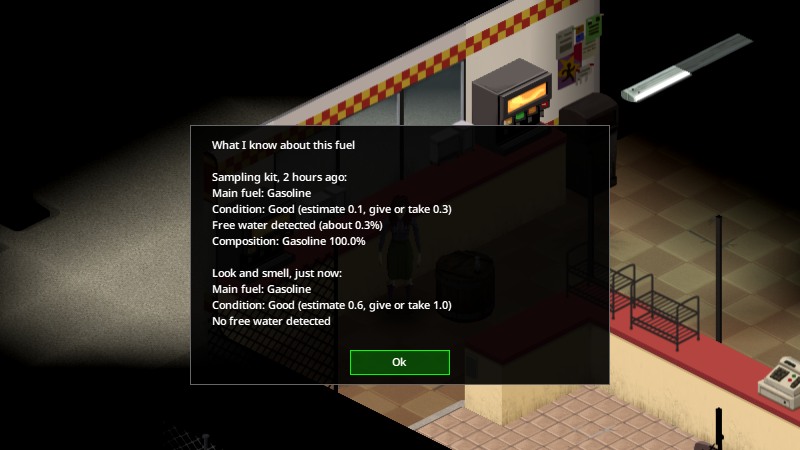 What I know about this fuel
Sampling kit, 2 hours ago:
Main fuel: Gasoline
Condition: Good (estimate 0.1, give or take 0.3)
Free water detected (about 0.3%)
Composition: Gasoline 100.0%
Look and smell, just now:
Main fuel: Gasoline
Condition: Good (estimate 0.6, give or take 1.0)
No free water detected
Ok